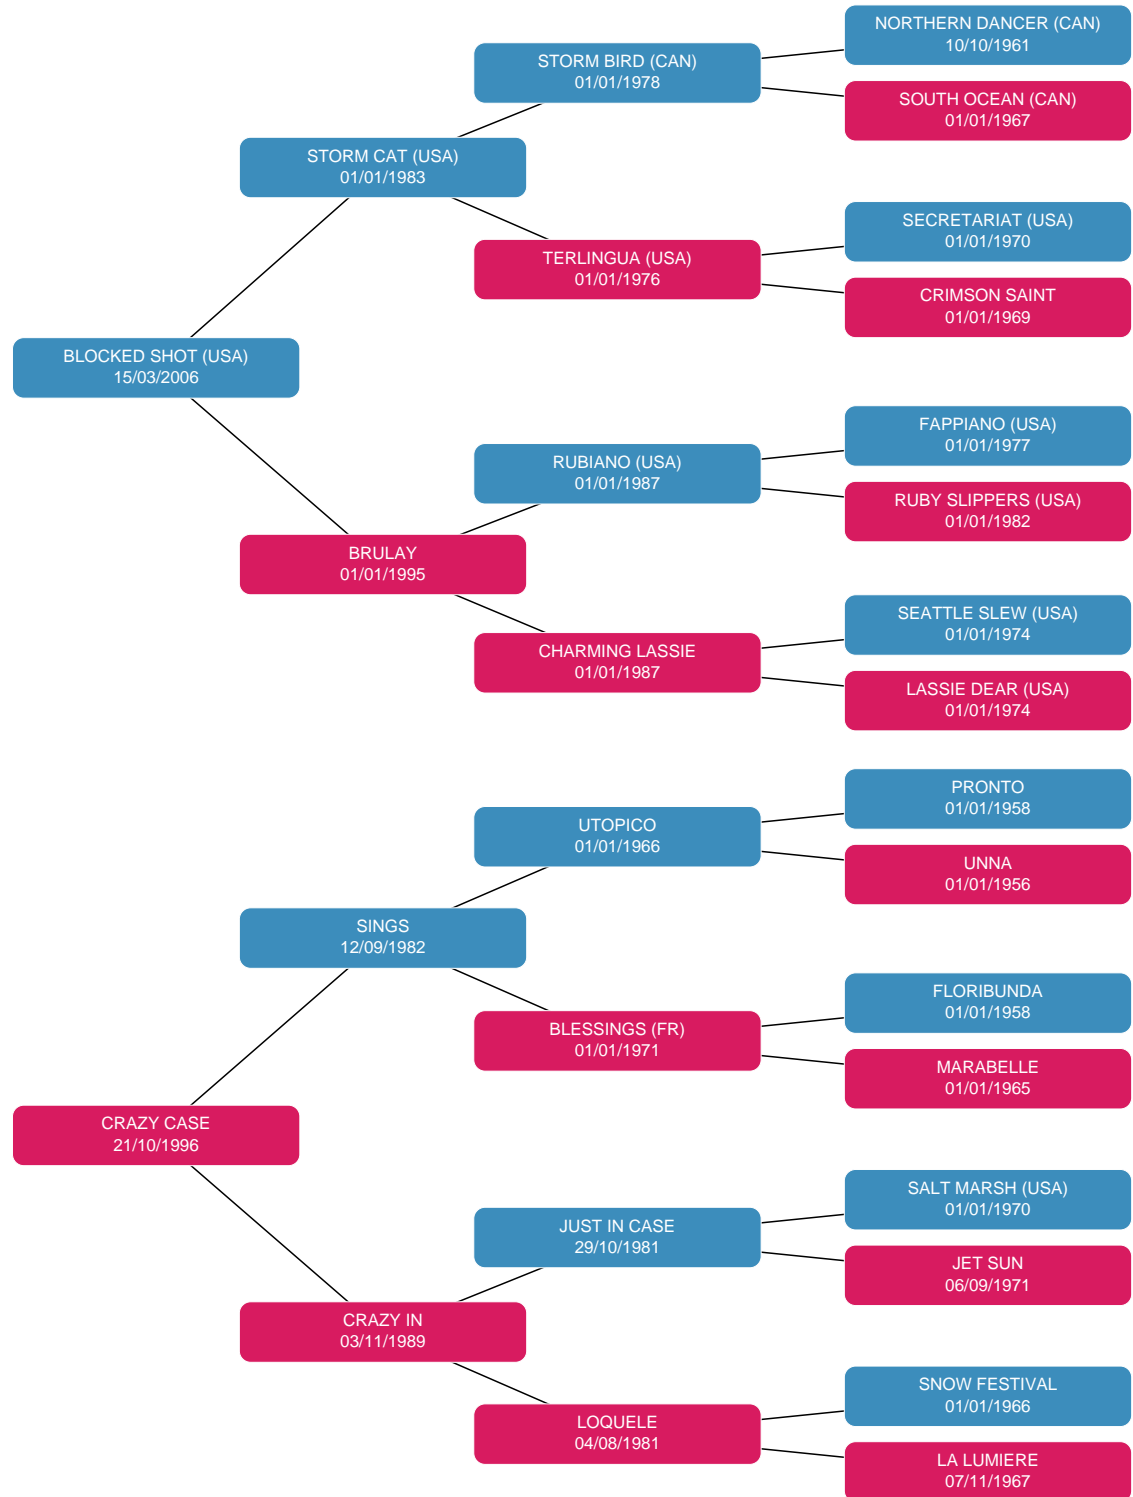 NORTHERN DANCER (CAN)
10/10/1961
STORM BIRD (CAN)
01/01/1978
SOUTH OCEAN (CAN)
01/01/1967
STORM CAT (USA)
01/01/1983
SECRETARIAT (USA)
01/01/1970
TERLINGUA (USA)
01/01/1976
CRIMSON SAINT
01/01/1969
BLOCKED SHOT (USA)
15/03/2006
FAPPIANO (USA)
01/01/1977
RUBIANO (USA)
01/01/1987
RUBY SLIPPERS (USA)
01/01/1982
BRULAY
01/01/1995
SEATTLE SLEW (USA)
01/01/1974
CHARMING LASSIE
01/01/1987
LASSIE DEAR (USA)
01/01/1974
PRONTO
01/01/1958
UTOPICO
01/01/1966
UNNA
01/01/1956
SINGS
12/09/1982
FLORIBUNDA
01/01/1958
BLESSINGS (FR)
01/01/1971
MARABELLE
01/01/1965
CRAZY CASE
21/10/1996
SALT MARSH (USA)
01/01/1970
JUST IN CASE
29/10/1981
JET SUN
06/09/1971
CRAZY IN
03/11/1989
SNOW FESTIVAL
01/01/1966
LOQUELE
04/08/1981
LA LUMIERE
07/11/1967